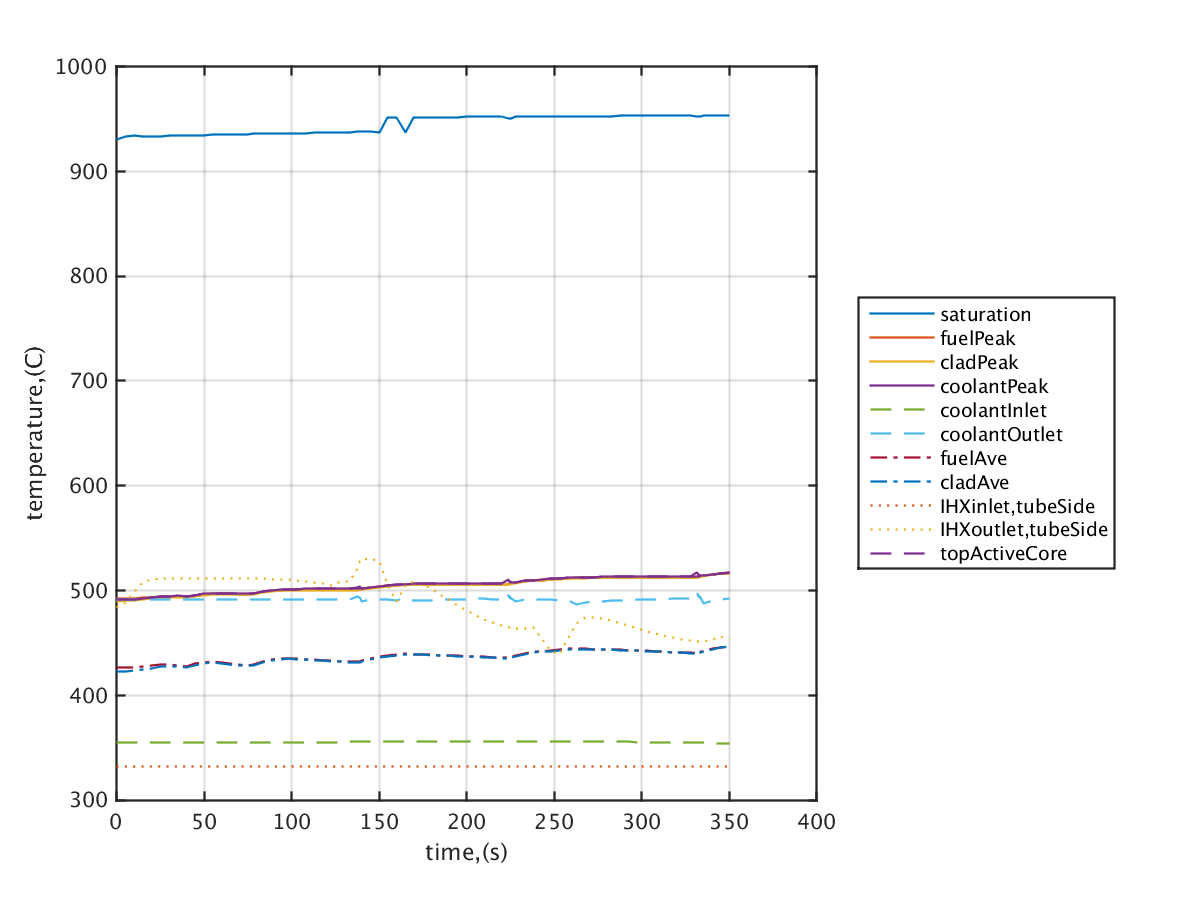 1000
900
800
700
600
500
400
300
temperature,(C)
0 50 100 150 200 250 300 350 400
time,(s)
saturation
fuelPeak
cladPeak
coolantPeak
coolantInlet
coolantOutlet
fuelAve
cladAve
IHXinlet,tubeSide
IHXoutlet,tubeSide
topActiveCore